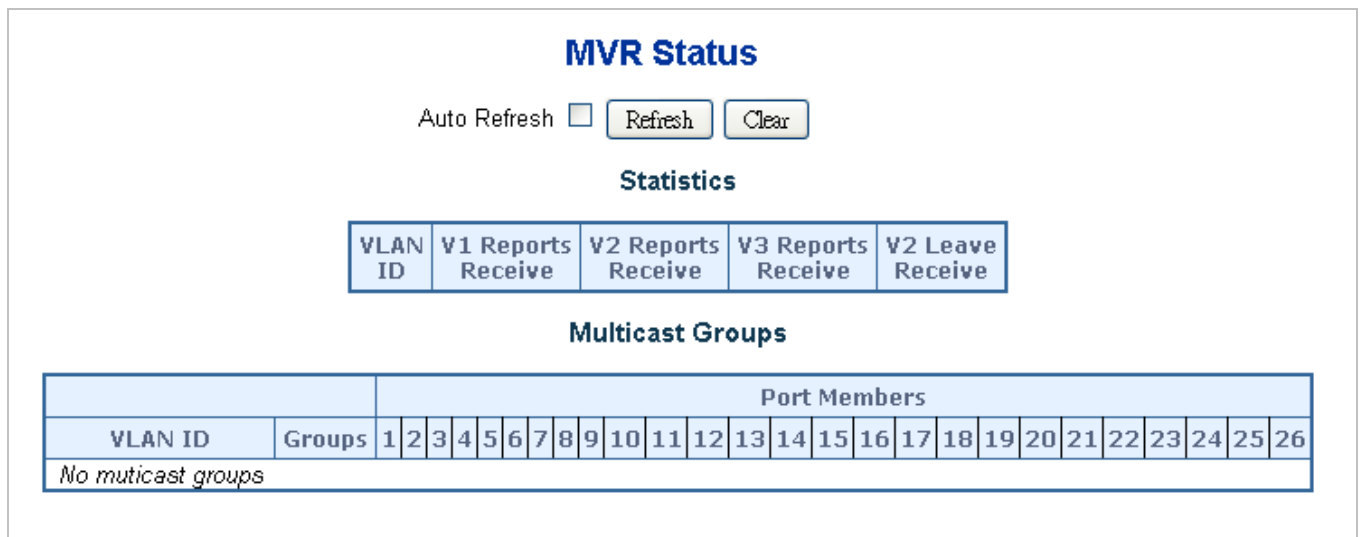 MVR Status
Auto Refresh Refresh Clear
Statistics
VLAN ID V1 Reports Receive V2 Reports Receive V3 Reports Receive V2 Leave Receive
Multicast Groups
Port Members
VLAN ID Groups 1 2 3 4 5 6 7 8 9 10 11 12 13 14 15 16 17 18 19 20 21 22 23 24 25 26
No muticast groups